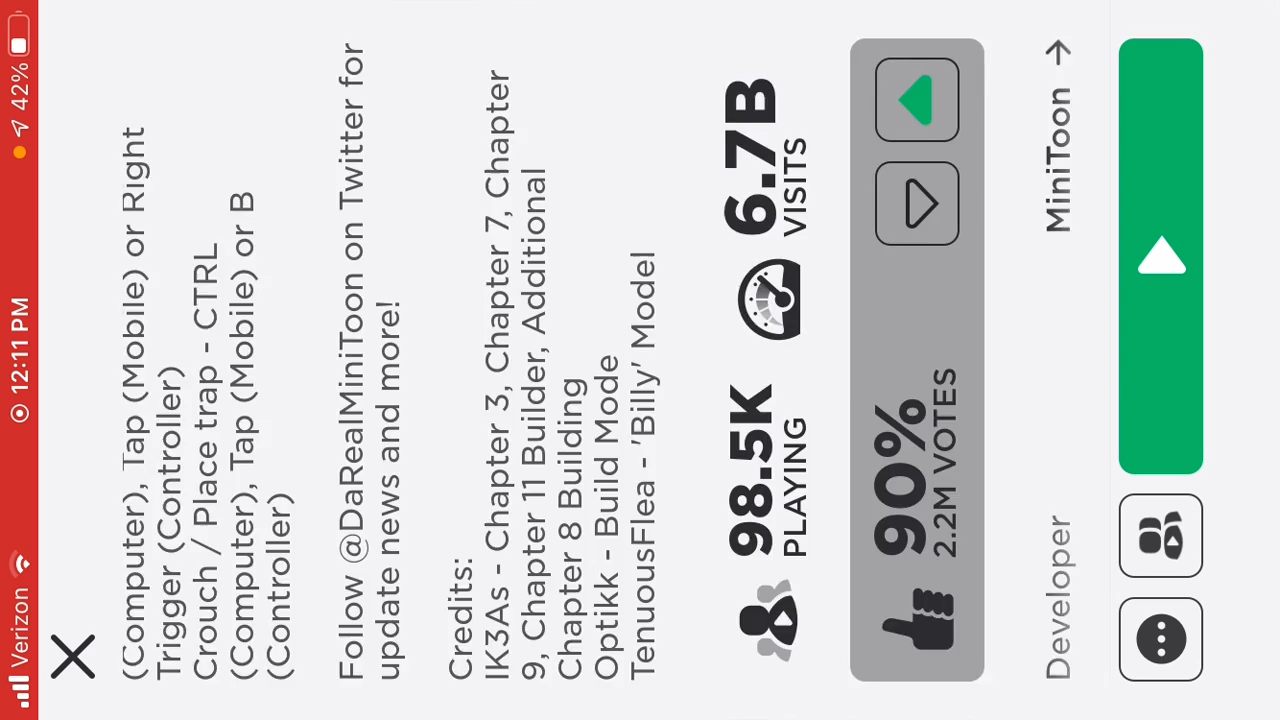 Verizon 12:11 PM 42%
(Computer), Tap (Mobile) or Right
Trigger (Controller)
Crouch / Place trap - CTRL
(Computer), Tap (Mobile) or B
(Controller)
Follow @DaRealMiniToon on Twitter for
update news and more!
Credits:
IK3As - Chapter 3, Chapter 7, Chapter
9, Chapter 11 Builder, Additional
Chapter 8 Building
Optikk - Build Mode
TenuousFlea - 'Billy' Model
98.5K 6.7B
PLAYING VISITS
90%
2.2M VOTES
Developer MiniToon